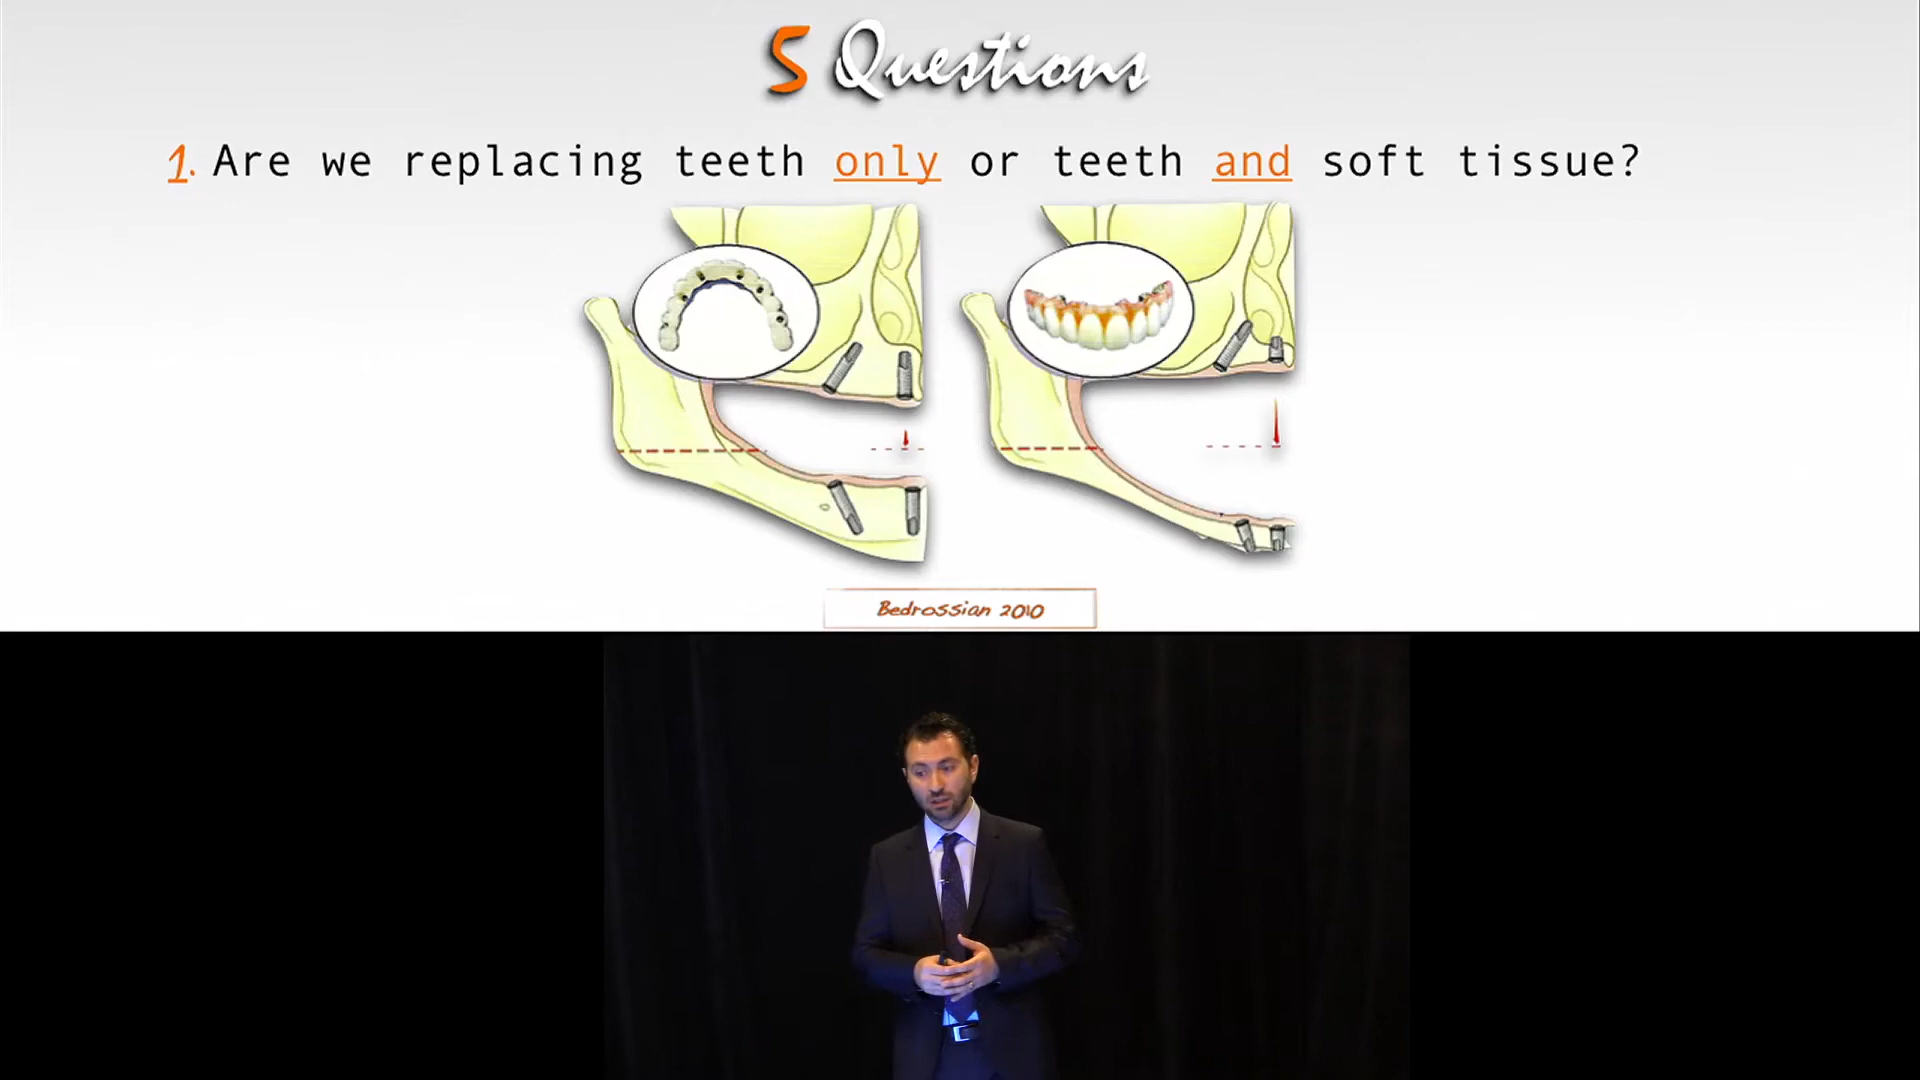 5 Questions
1. Are we replacing teeth only or teeth and soft tissue?
Bedrossian 2010